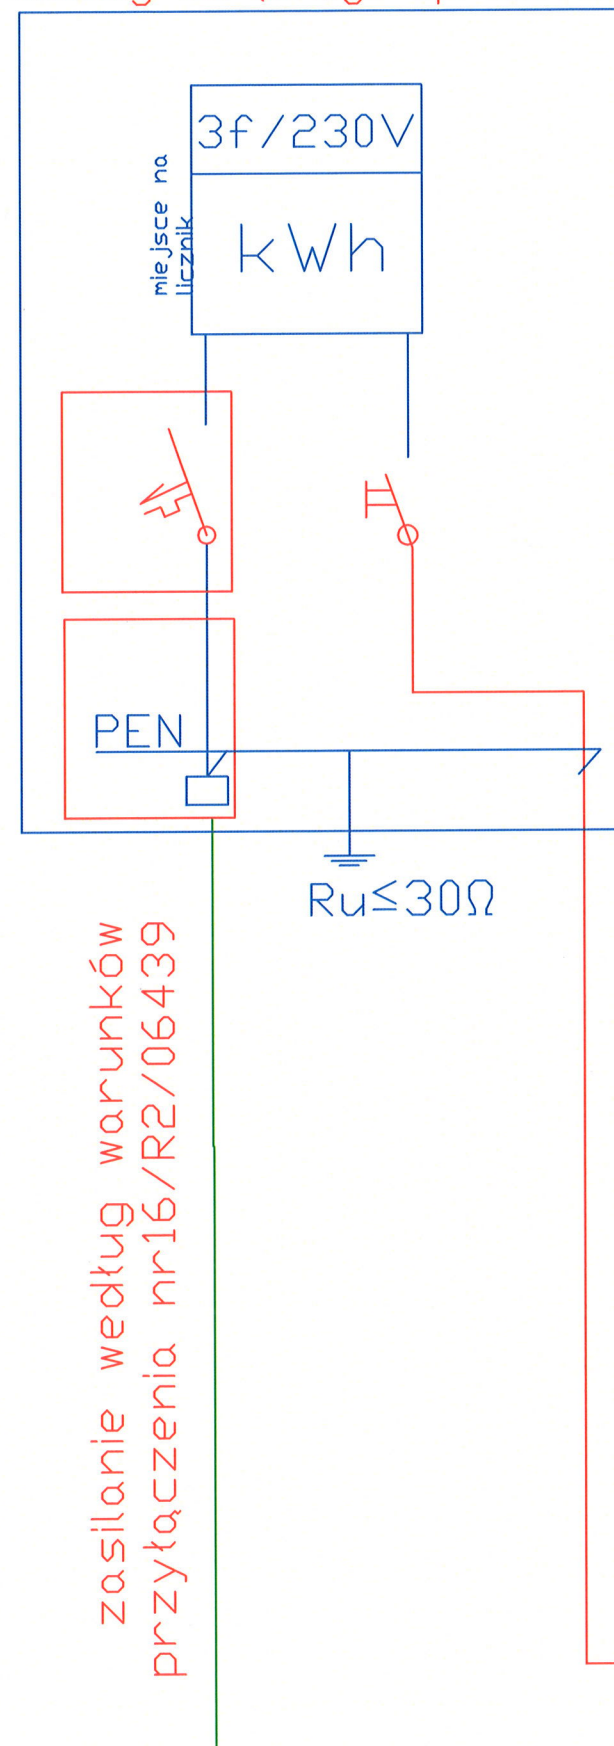 3f/230V
miejsce na
licznik
kWh
PEN
Ru≤30Ω
zasilanie według warunków
przyłączenia nr16/R2/06439